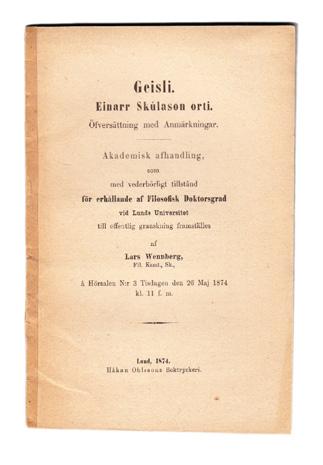 Geisli.
Einarr Skúlason orti.
Öfversättning med Anmärkningar.
Akademisk afhandling,
som
med vederbörligt tillstånd
för erhållande af Filosofisk Doktorsgrad
vid Lunds Universitet
till offentlig granskning framställes
af
Lars Wennberg,
Fil. Kand., Sk.,
å Hörsalen N:r 3 Tisdagen den 26 Maj 1874
kl. 11 f. m.
Lund, 1874.
Håkan Ohlssons Boktryckeri.